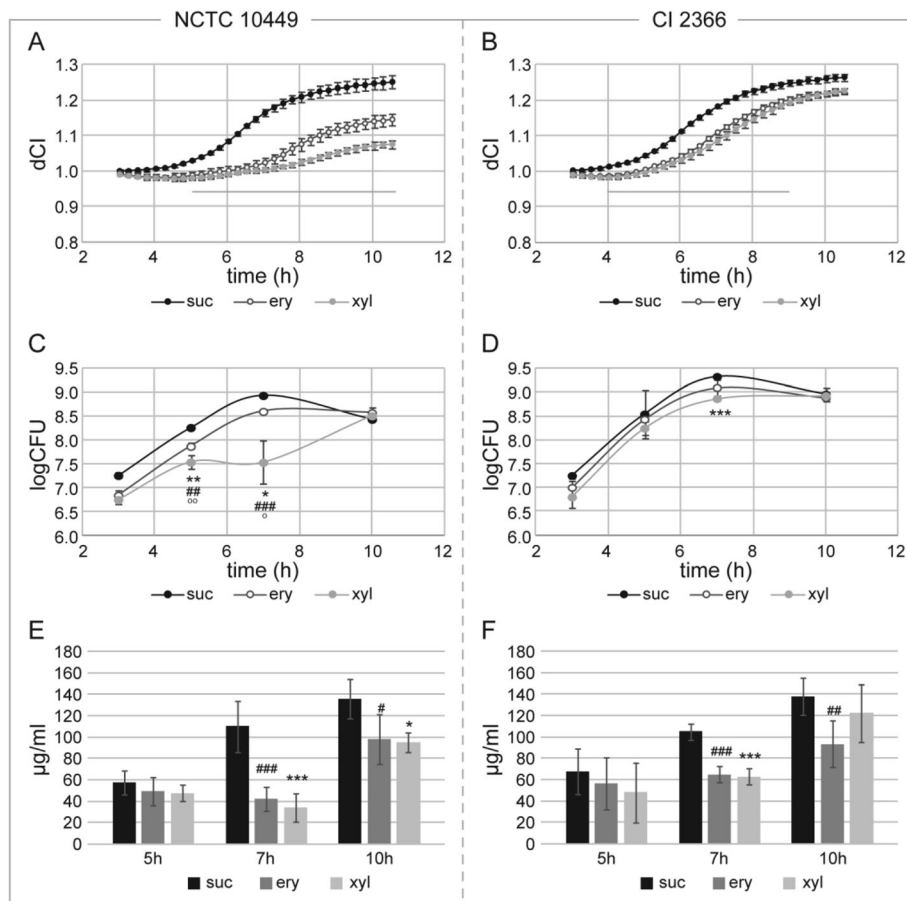 NCTC 10449
CI 2366
A
1.3
1.2
1.1
1.0
0.9
0.8
dCI
2 4 6 8 10 12
time (h)
suc ery xyl
B
1.3
1.2
1.1
1.0
0.9
0.8
dCI
2 4 6 8 10 12
time (h)
suc ery xyl
C
9.5
9.0
8.5
8.0
7.5
7.0
6.5
6.0
logCFU
**
##
°°
*
###
°
2 4 6 8 10 12
time (h)
suc ery xyl
D
9.5
9.0
8.5
8.0
7.5
7.0
6.5
6.0
logCFU
***
2 4 6 8 10 12
time (h)
suc ery xyl
E
180
160
140
120
100
80
60
40
20
0
µg/ml
### ***
# *
5h 7h 10h
suc ery xyl
F
180
160
140
120
100
80
60
40
20
0
µg/ml
### ***
##
5h 7h 10h
suc ery xyl